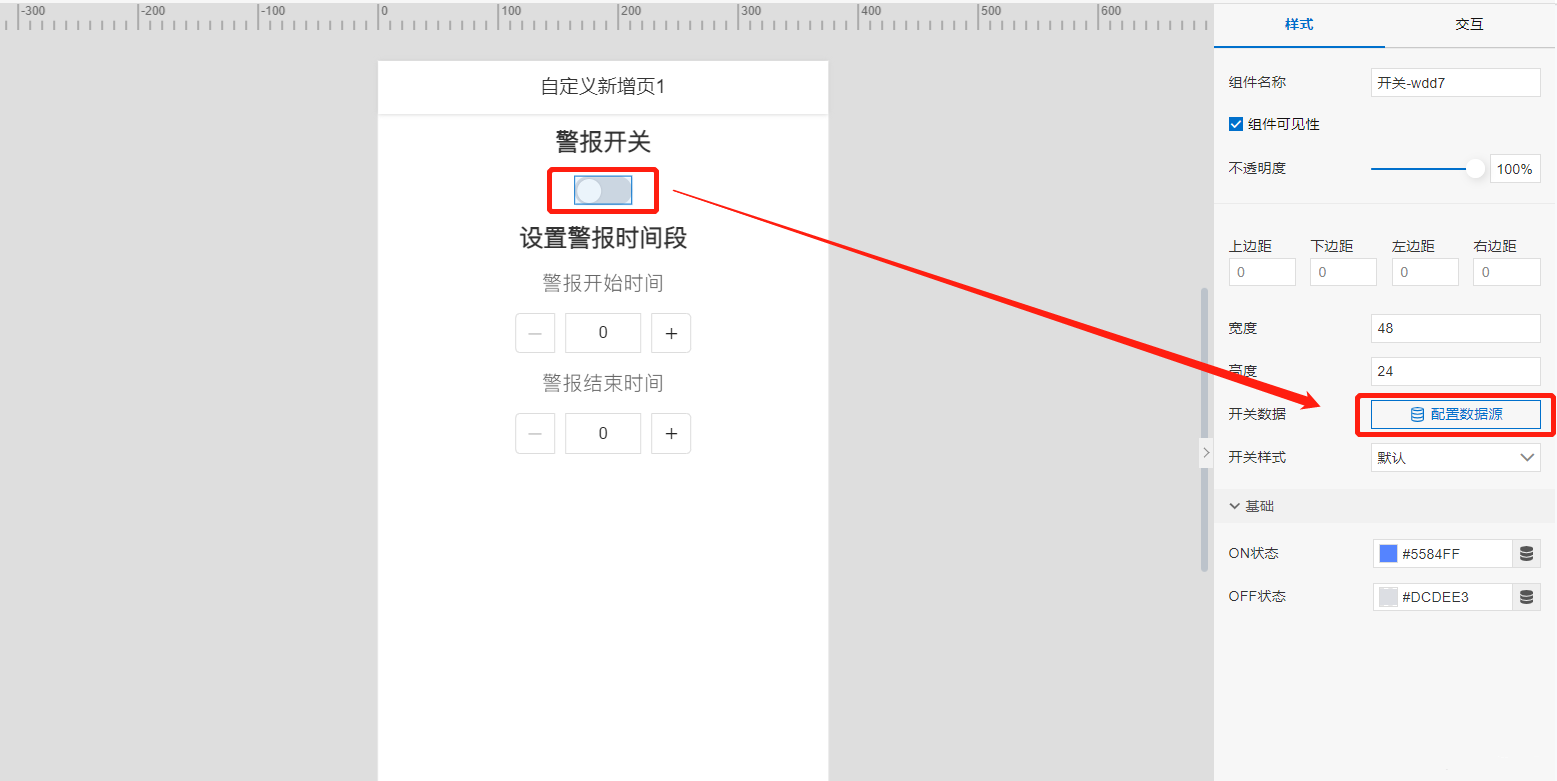 -300 -200 -100 0 100 200 300 400 500 600
样式 交互
自定义新增页1
警报开关
设置警报时间段
警报开始时间
— 0 +
警报结束时间
— 0 +
组件名称 开关-wdd7
组件可见性
不透明度 100%
上边距 下边距 左边距 右边距
0 0 0 0
宽度 48
高度 24
开关数据 配置数据源
开关样式 默认
基础
ON状态 #5584FF
OFF状态 #DCDEE3